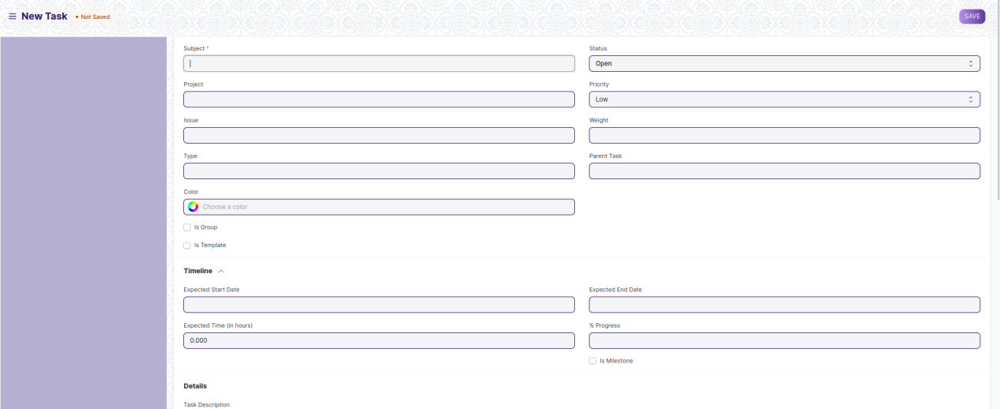 New Task • Not Saved
SAVE
Subject *
Status
Open
Project
Priority
Low
Issue
Weight
Type
Parent Task
Color
Choose a color
Is Group
Is Template
Timeline
Expected Start Date
Expected End Date
Expected Time (in hours)
% Progress
0.000
Is Milestone
Details
Task Description